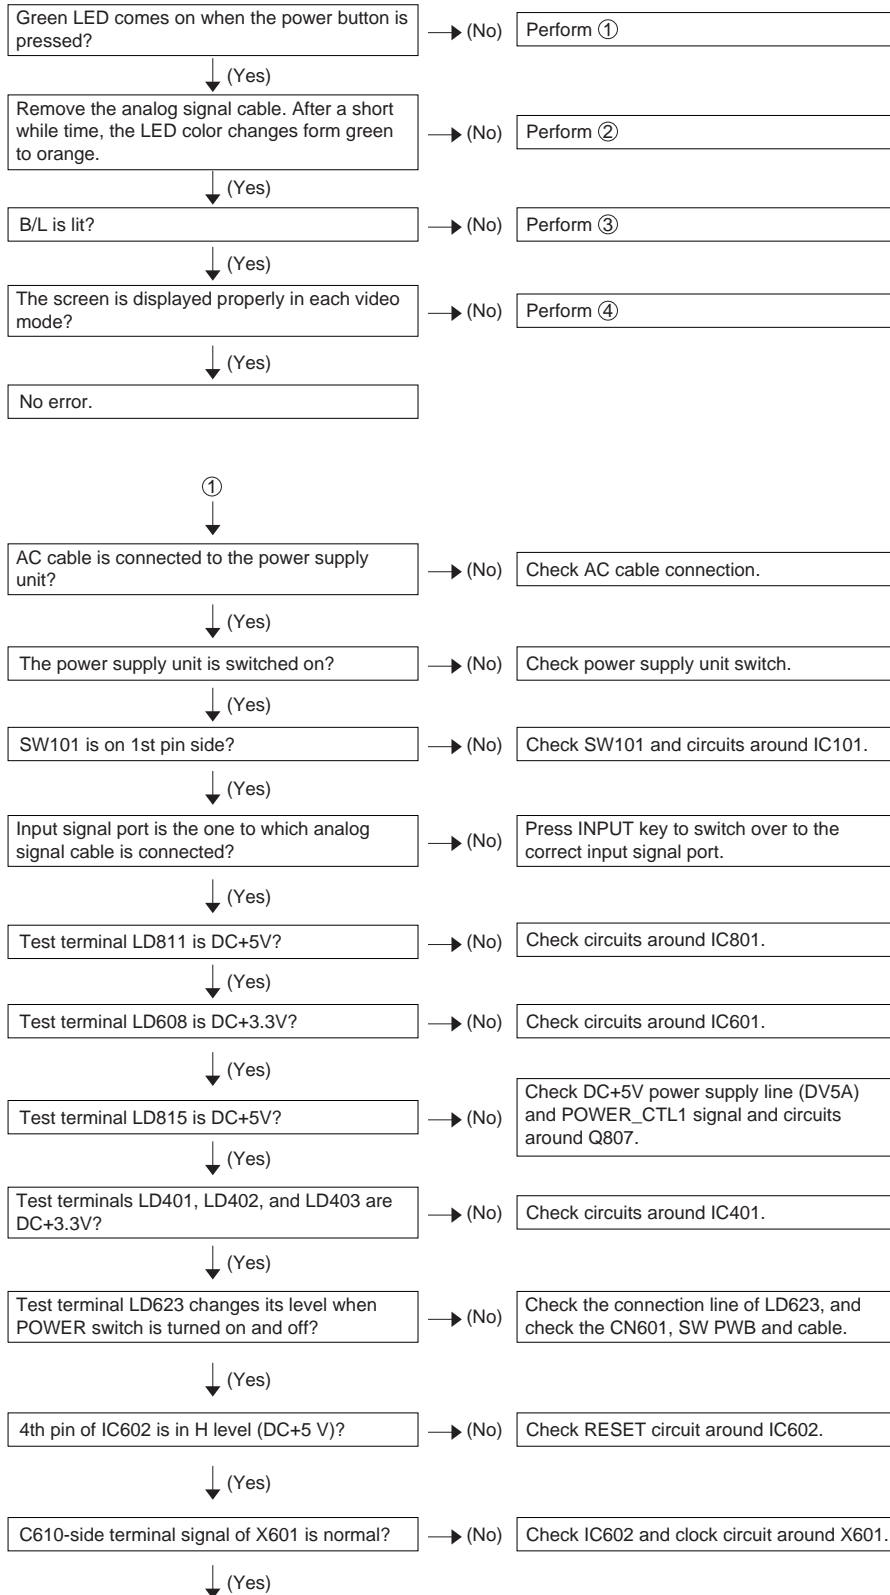 Green LED comes on when the power button is
pressed?
(No)
Perform ①
(Yes)
Remove the analog signal cable. After a short
while time, the LED color changes form green
to orange.
(No)
Perform ②
(Yes)
B/L is lit?
(No)
Perform ③
(Yes)
The screen is displayed properly in each video
mode?
(No)
Perform ④
(Yes)
No error.
①
AC cable is connected to the power supply
unit?
(No)
Check AC cable connection.
(Yes)
The power supply unit is switched on?
(No)
Check power supply unit switch.
(Yes)
SW101 is on 1st pin side?
(No)
Check SW101 and circuits around IC101.
(Yes)
Input signal port is the one to which analog
signal cable is connected?
(No)
Press INPUT key to switch over to the
correct input signal port.
(Yes)
Test terminal LD811 is DC+5V?
(No)
Check circuits around IC801.
(Yes)
Test terminal LD608 is DC+3.3V?
(No)
Check circuits around IC601.
(Yes)
Test terminal LD815 is DC+5V?
(No)
Check DC+5V power supply line (DV5A)
and POWER_CTL1 signal and circuits
around Q807.
(Yes)
Test terminals LD401, LD402, and LD403 are
DC+3.3V?
(No)
Check circuits around IC401.
(Yes)
Test terminal LD623 changes its level when
POWER switch is turned on and off?
(No)
Check the connection line of LD623, and
check the CN601, SW PWB and cable.
(Yes)
4th pin of IC602 is in H level (DC+5 V)?
(No)
Check RESET circuit around IC602.
(Yes)
C610-side terminal signal of X601 is normal?
(No)
Check IC602 and clock circuit around X601.
(Yes)